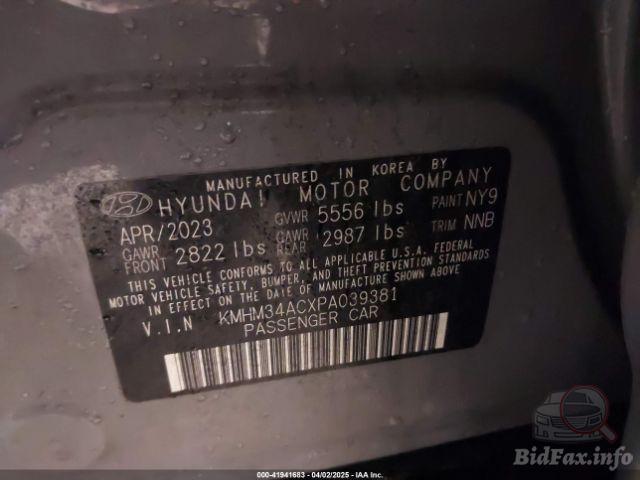 MANUFACTURED IN KOREA BY
HYUNDAI MOTOR COMPANY
APR/2023 GVWR 5556 lbs PAINT NY9
GAWR FRONT 2822 lbs GAWR REAR 2987 lbs TRIM NNB
THIS VEHICLE CONFORMS TO ALL APPLICABLE U.S.A. FEDERAL
MOTOR VEHICLE SAFETY, BUMPER, AND THEFT PREVENTION STANDARDS
IN EFFECT ON THE DATE OF MANUFACTURE SHOWN ABOVE
V.I.N KMHM34ACXPA039381
PASSENGER CAR
BidFax.info
000-41941683 - 04/02/2025 - IAA Inc.